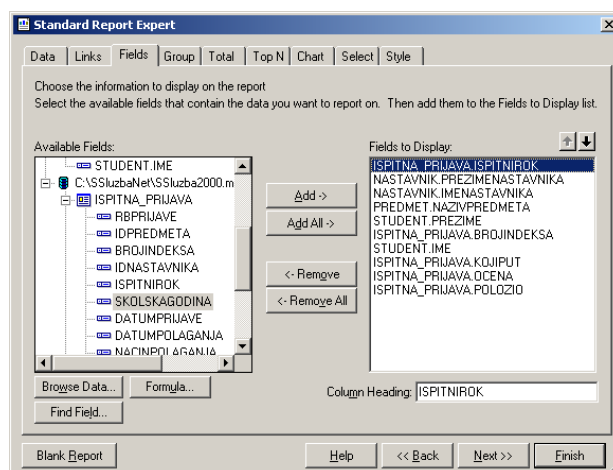 Standard Report Expert
Data Links Fields Group Total Top N Chart Select Style
Choose the information to display on the report
Select the available fields that contain the data you want to report on. Then add them to the Fields to Display list.
Available Fields:
STUDENT.IME
C:\SSluzbaNet\SSluzba2000.m
ISPITNA_PRIJAVA
RBPRIJAVE
IDPREDMETA
BROJINDEKSA
IDNASTAVNIKA
ISPITNIROK
SKOLSKAGODINA
DATUMPRIJAVE
DATUMPOLAGANJA
NACINPOLAGANJA
Add ->
Add All ->
<- Remove
<- Remove All
Fields to Display:
ISPITNA_PRIJAVA.ISPITNIROK
NASTAVNIK.PREZIMENASTAVNIKA
NASTAVNIK.IMENASTAVNIKA
PREDMET.NAZIVPREDMETA
STUDENT.PREZIME
ISPITNA_PRIJAVA.BROJINDEKSA
STUDENT.IME
ISPITNA_PRIJAVA.KOJIPUT
ISPITNA_PRIJAVA.OCENA
ISPITNA_PRIJAVA.POLOZIO
Browse Data... Formula...
Find Field...
Column Heading: ISPITNIROK
Blank Report Help << Back Next >> Finish